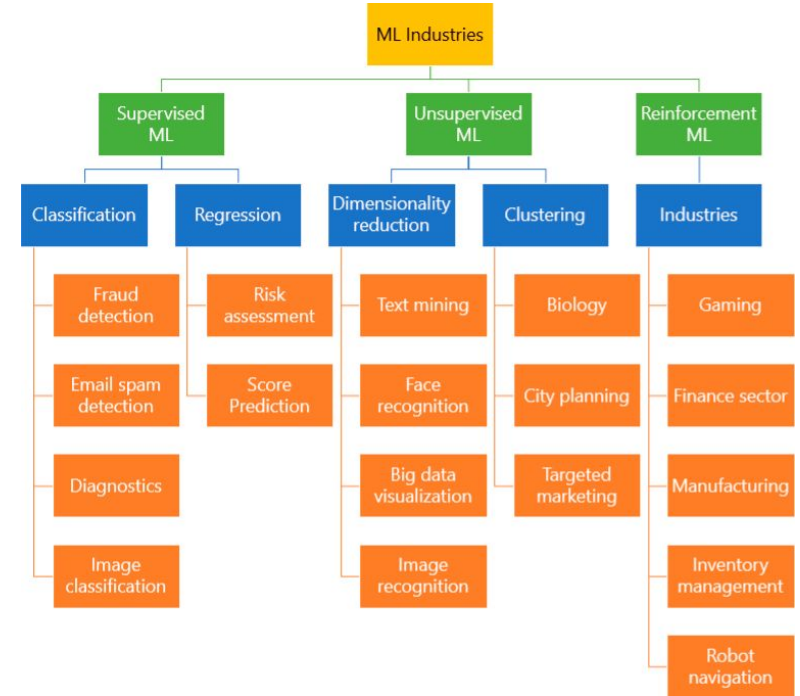 ML Industries
Supervised
ML
Unsupervised
ML
Reinforcement
ML
Classification
Regression
Dimensionality
reduction
Clustering
Industries
Fraud
detection
Risk
assessment
Text mining
Biology
Gaming
Email spam
detection
Score
Prediction
Face
recognition
City planning
Finance sector
Diagnostics
Big data
visualization
Targeted
marketing
Manufacturing
Image
classification
Image
recognition
Inventory
management
Robot
navigation